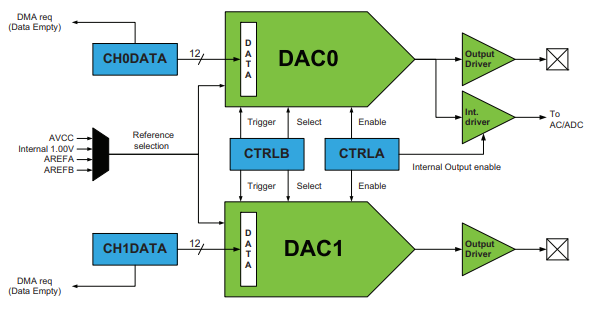 DMA req
(Data Empty)
CH0DATA
12
D
A
T
A
DAC0
Output
Driver
Int.
driver
To
AC/ADC
Trigger
Select
Enable
AVCC
Internal 1.00V
AREFA
AREFB
Reference
selection
CTRLB
CTRLA
Internal Output enable
Trigger
Select
Enable
CH1DATA
12
D
A
T
A
DAC1
Output
Driver
DMA req
(Data Empty)